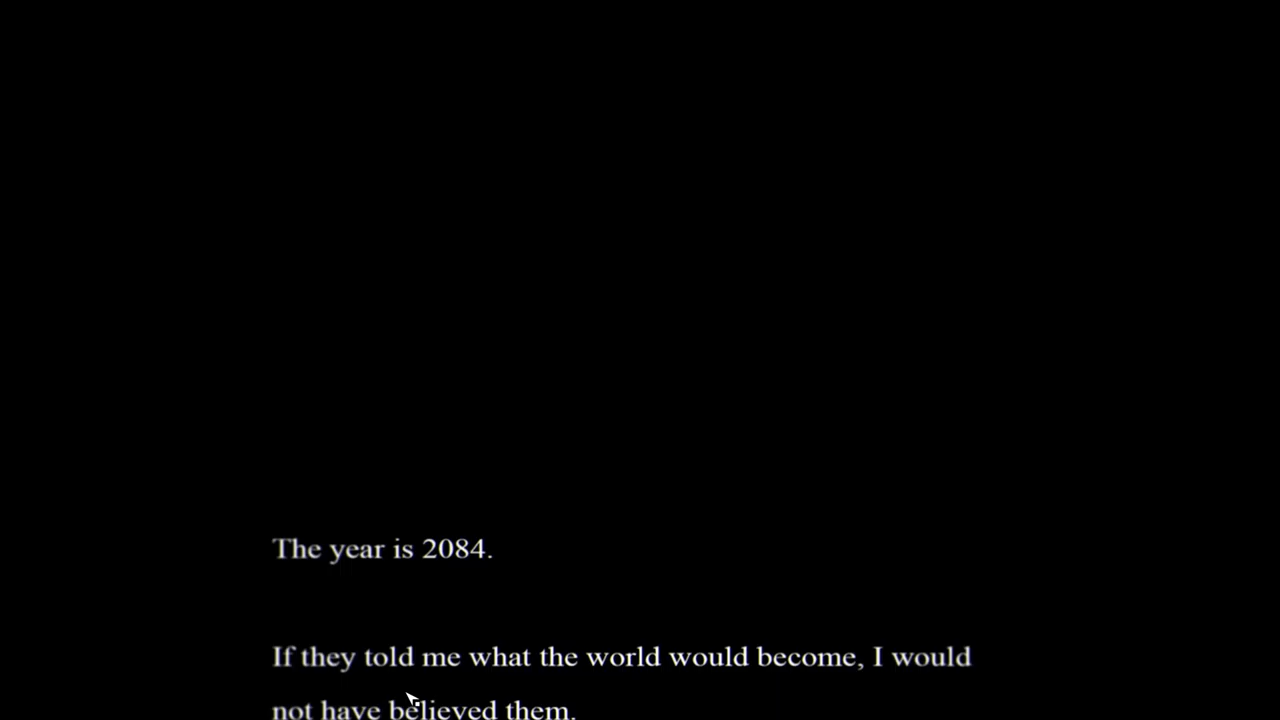 The year is 2084.
If they told me what the world would become, I would
not have believed them.